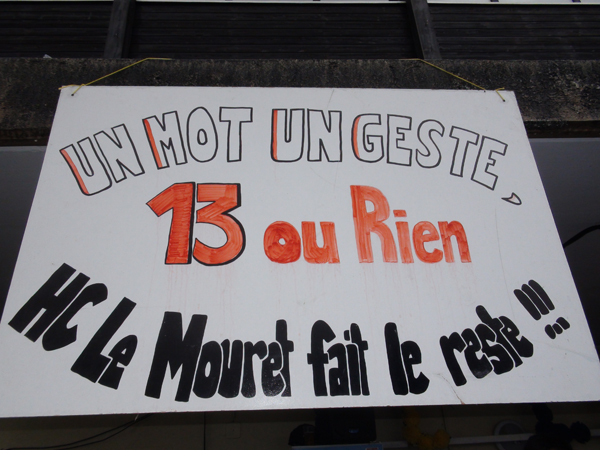 UN MOT UN GESTE,
13 ou Rien
HC Le Mouret fait le reste !!!